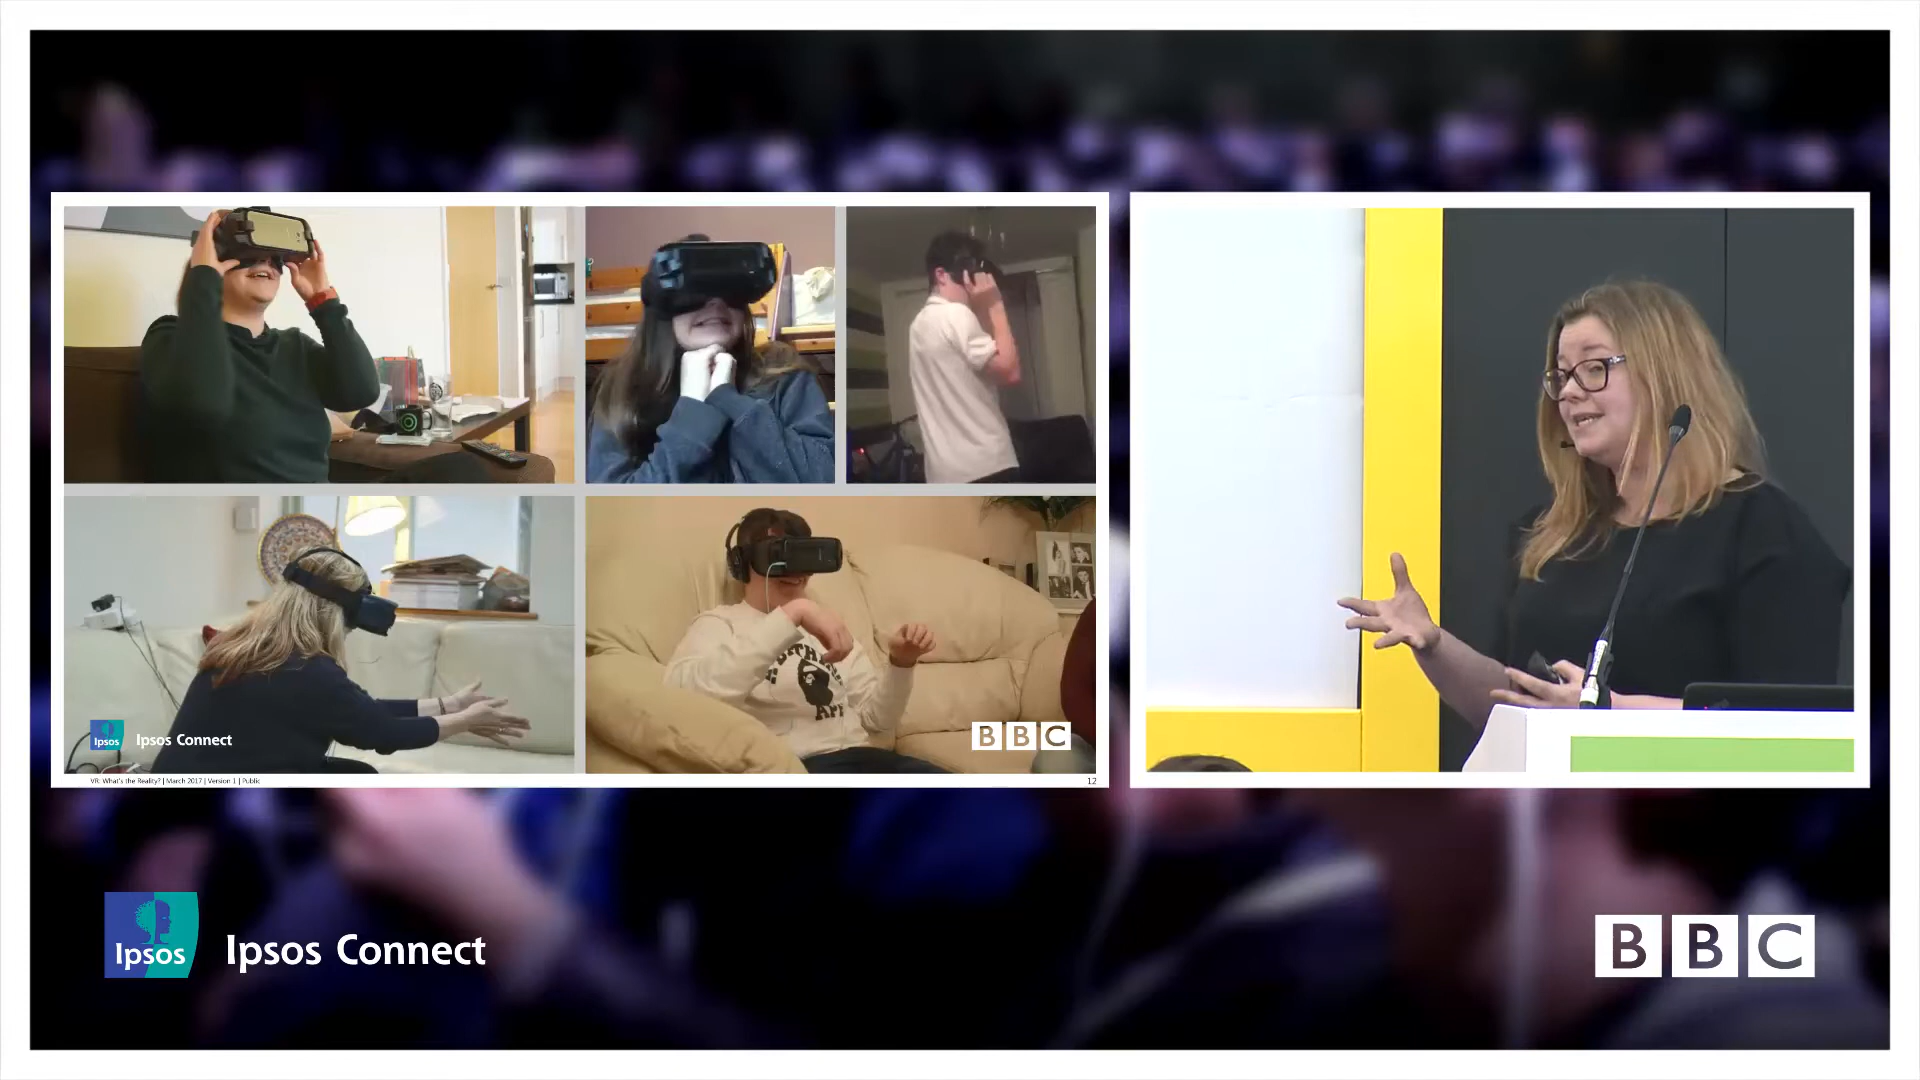 Ipsos
Ipsos Connect
BBC
VR: What's the Reality? | March 2017 | Version 1 | Public
12
Ipsos
Ipsos Connect
BBC